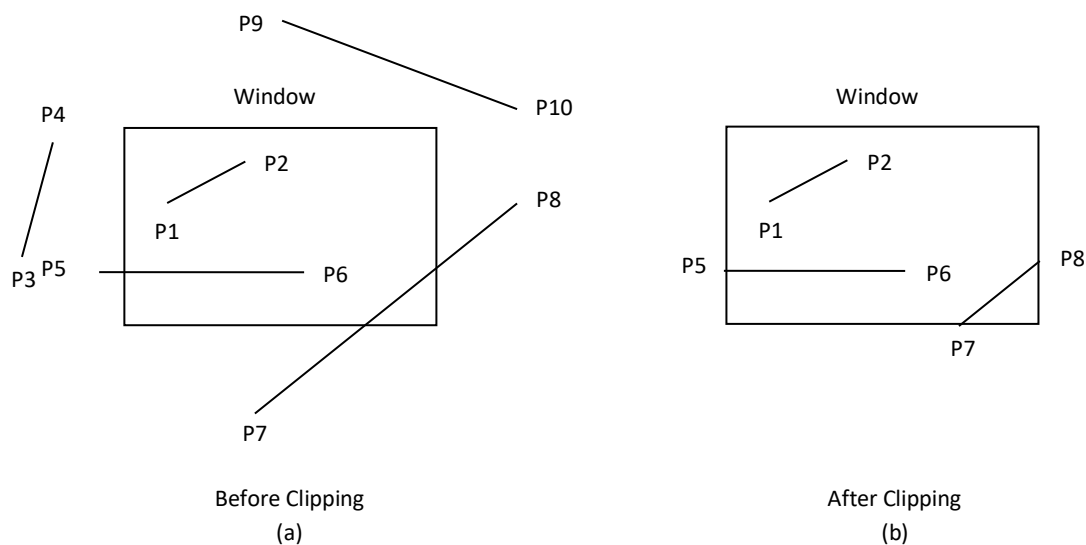 P9
P10
Window
P4
P2
P1
P8
P3
P5
P6
P7
Before Clipping
(a)
Window
P2
P1
P5
P6
P8
P7
After Clipping
(b)